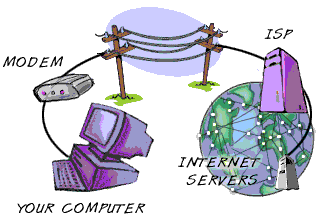 ISP
MODEM
INTERNET
SERVERS
YOUR COMPUTER